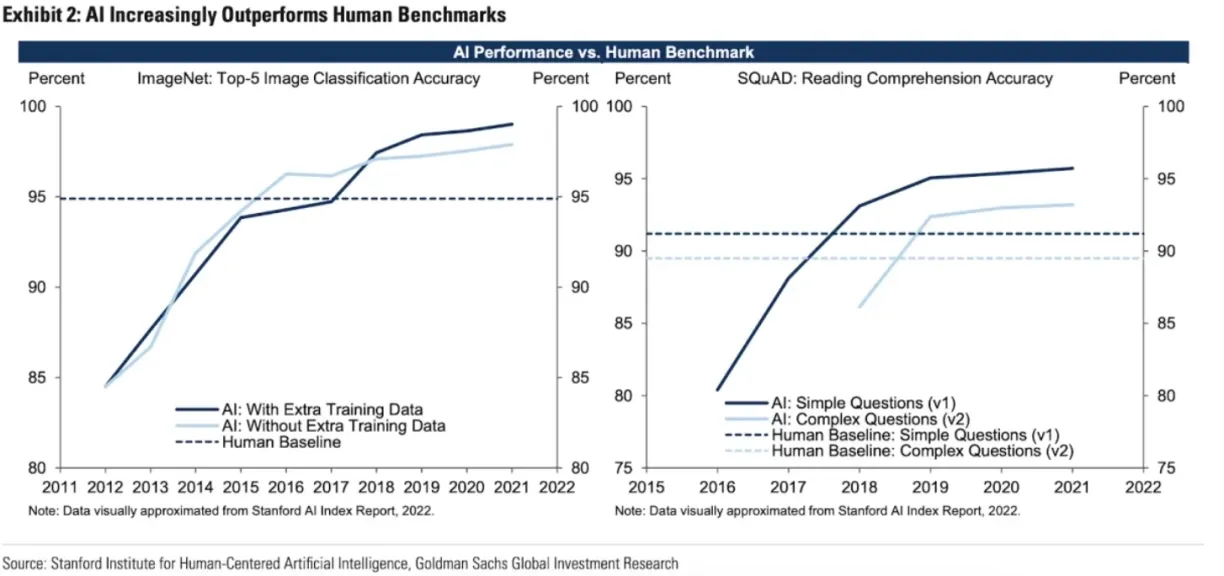 Exhibit 2: AI Increasingly Outperforms Human Benchmarks
AI Performance vs. Human Benchmark
Percent ImageNet: Top-5 Image Classification Accuracy Percent
100 100
95 95
90 90
85 85
80 80
AI: With Extra Training Data
AI: Without Extra Training Data
Human Baseline
2011 2012 2013 2014 2015 2016 2017 2018 2019 2020 2021 2022
Note: Data visually approximated from Stanford AI Index Report, 2022.
Percent SQuAD: Reading Comprehension Accuracy Percent
100 100
95 95
90 90
85 85
80 80
75 75
AI: Simple Questions (v1)
AI: Complex Questions (v2)
Human Baseline: Simple Questions (v1)
Human Baseline: Complex Questions (v2)
2015 2016 2017 2018 2019 2020 2021 2022
Note: Data visually approximated from Stanford AI Index Report, 2022.
Source: Stanford Institute for Human-Centered Artificial Intelligence, Goldman Sachs Global Investment Research